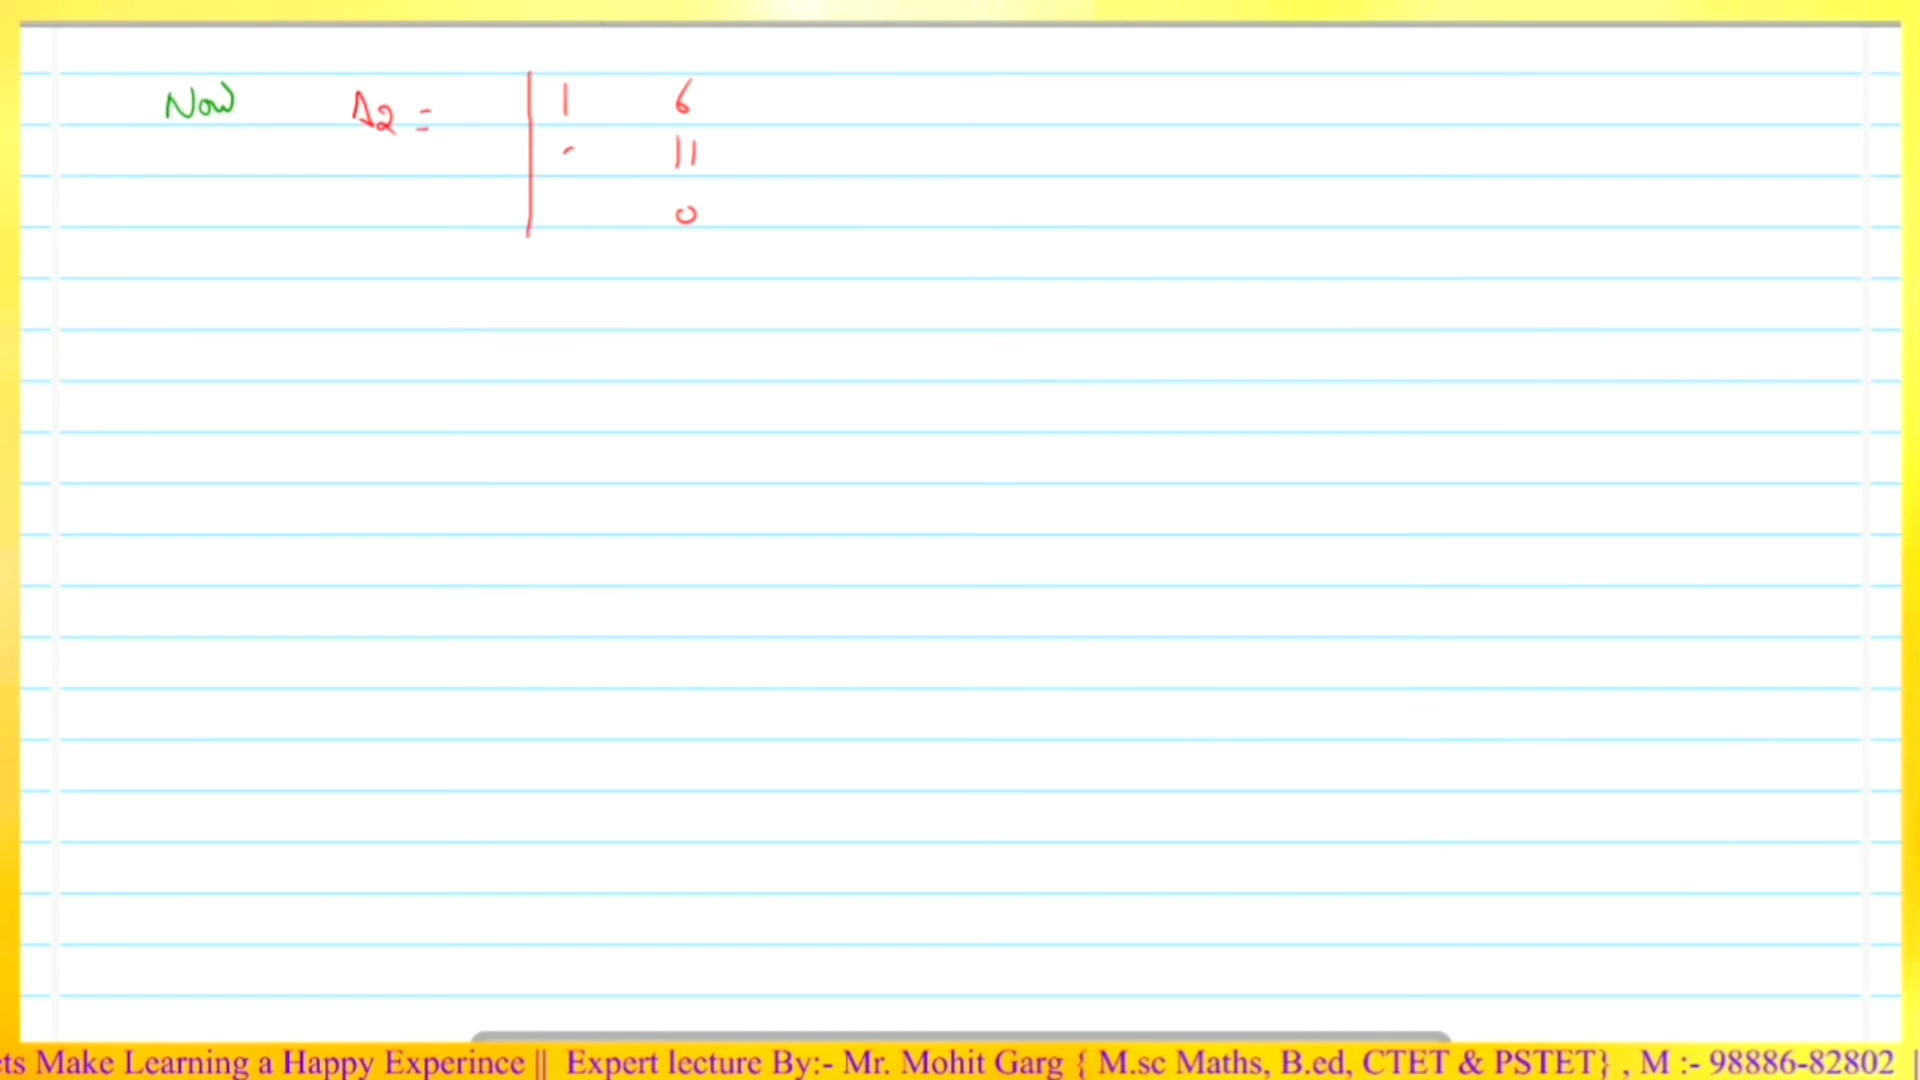 Now Δ2 = | 1 6
11
0
ets Make Learning a Happy Experince || Expert lecture By:- Mr. Mohit Garg { M.sc Maths, B.ed, CTET & PSTET} , M :- 98886-82802 |